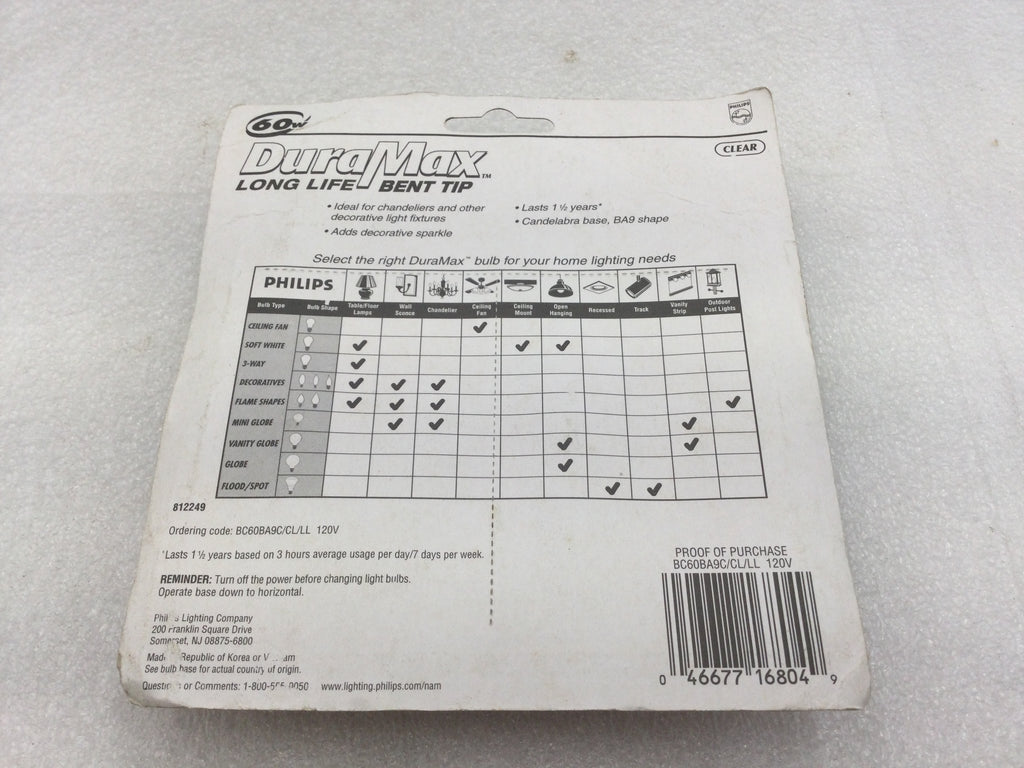 60W
PHILIPS
CLEAR
DuraMax™
LONG LIFE BENT TIP
• Ideal for chandeliers and other
decorative light fixtures
• Adds decorative sparkle
• Lasts 1½ years*
• Candelabra base, BA9 shape
Select the right DuraMax™ bulb for your home lighting needs
PHILIPS
Bulb Type Bulb Shape Table/Floor Lamps Wall Sconce Chandelier Ceiling Fan Ceiling Mount Open Hanging Recessed Track Vanity Strip Outdoor Post Lights
CEILING FAN ✔
SOFT WHITE ✔ ✔ ✔
3-WAY ✔
DECORATIVES ✔ ✔ ✔
FLAME SHAPES ✔ ✔ ✔ ✔
MINI GLOBE ✔ ✔ ✔
VANITY GLOBE ✔ ✔
GLOBE ✔
FLOOD/SPOT ✔ ✔
812249
Ordering code: BC60BA9C/CL/LL 120V
*Lasts 1½ years based on 3 hours average usage per day/7 days per week.
REMINDER: Turn off the power before changing light bulbs.
Operate base down to horizontal.
Lighting Company
200 Franklin Square Drive
Somerset, NJ 08875-6800
Republic of Korea or
See bulb base for actual country of origin.
or Comments: www.lighting.philips.com/nam
PROOF OF PURCHASE
BC60BA9C/CL/LL 120V
0 46677 16804 9